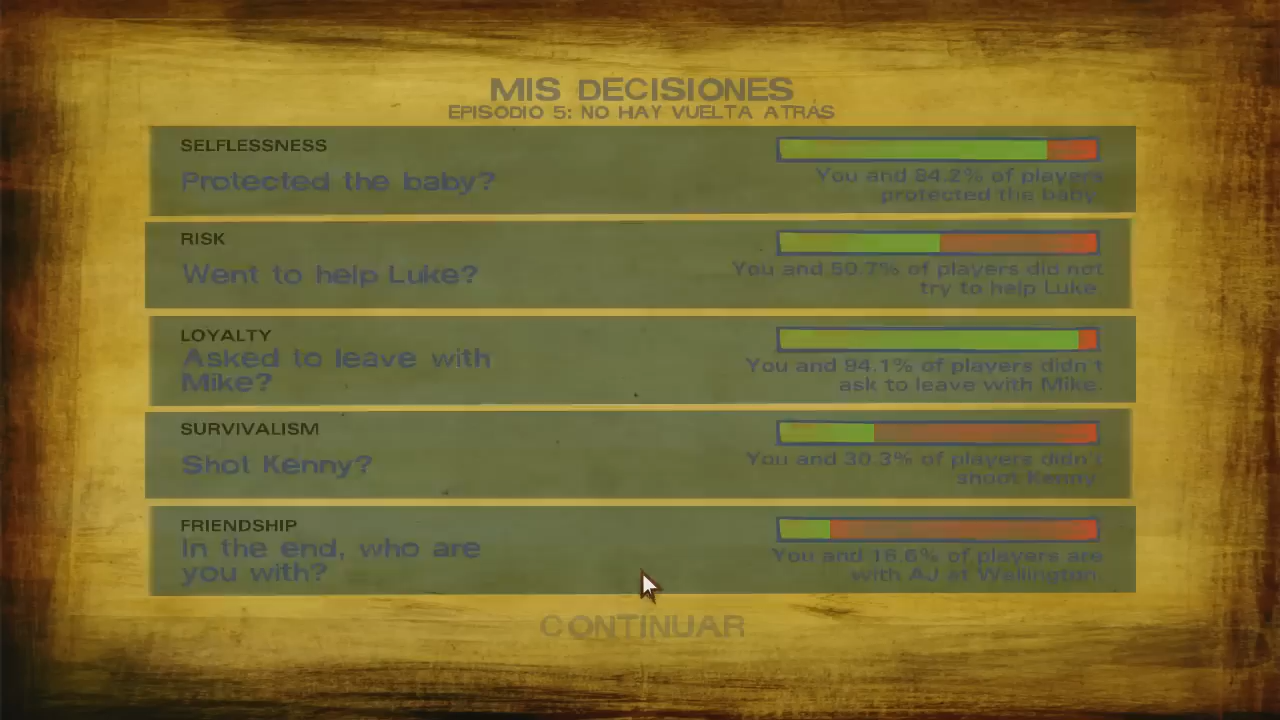 MIS DECISIONES
EPISODIO 5: NO HAY VUELTA ATRÁS
SELFLESSNESS
Protected the baby?
You and 84.2% of players
protected the baby.
RISK
Went to help Luke?
You and 50.7% of players did not
try to help Luke.
LOYALTY
Asked to leave with
Mike?
You and 94.1% of players didn't
ask to leave with Mike.
SURVIVALISM
Shot Kenny?
You and 30.3% of players didn't
shoot Kenny.
FRIENDSHIP
In the end, who are
you with?
You and 16.6% of players are
with AJ at Wellington.
CONTINUAR